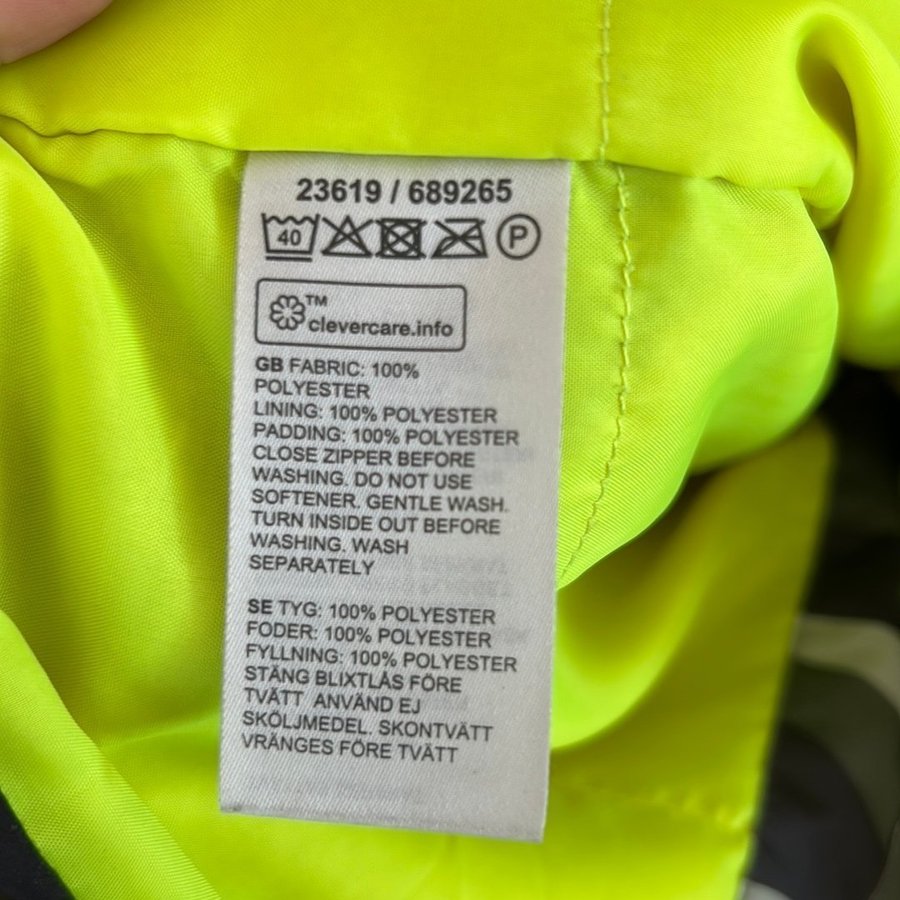 23619 / 689265
40 P
™
clevercare.info
GB FABRIC: 100%
POLYESTER
LINING: 100% POLYESTER
PADDING: 100% POLYESTER
CLOSE ZIPPER BEFORE
WASHING. DO NOT USE
SOFTENER. GENTLE WASH.
TURN INSIDE OUT BEFORE
WASHING. WASH
SEPARATELY
SE TYG: 100% POLYESTER
FODER: 100% POLYESTER
FYLLNING: 100% POLYESTER
STÄNG BLIXTLÅS FÖRE
TVÄTT ANVÄND EJ
SKÖLJMEDEL. SKONTVÄTT
VRÄNGES FÖRE TVÄTT